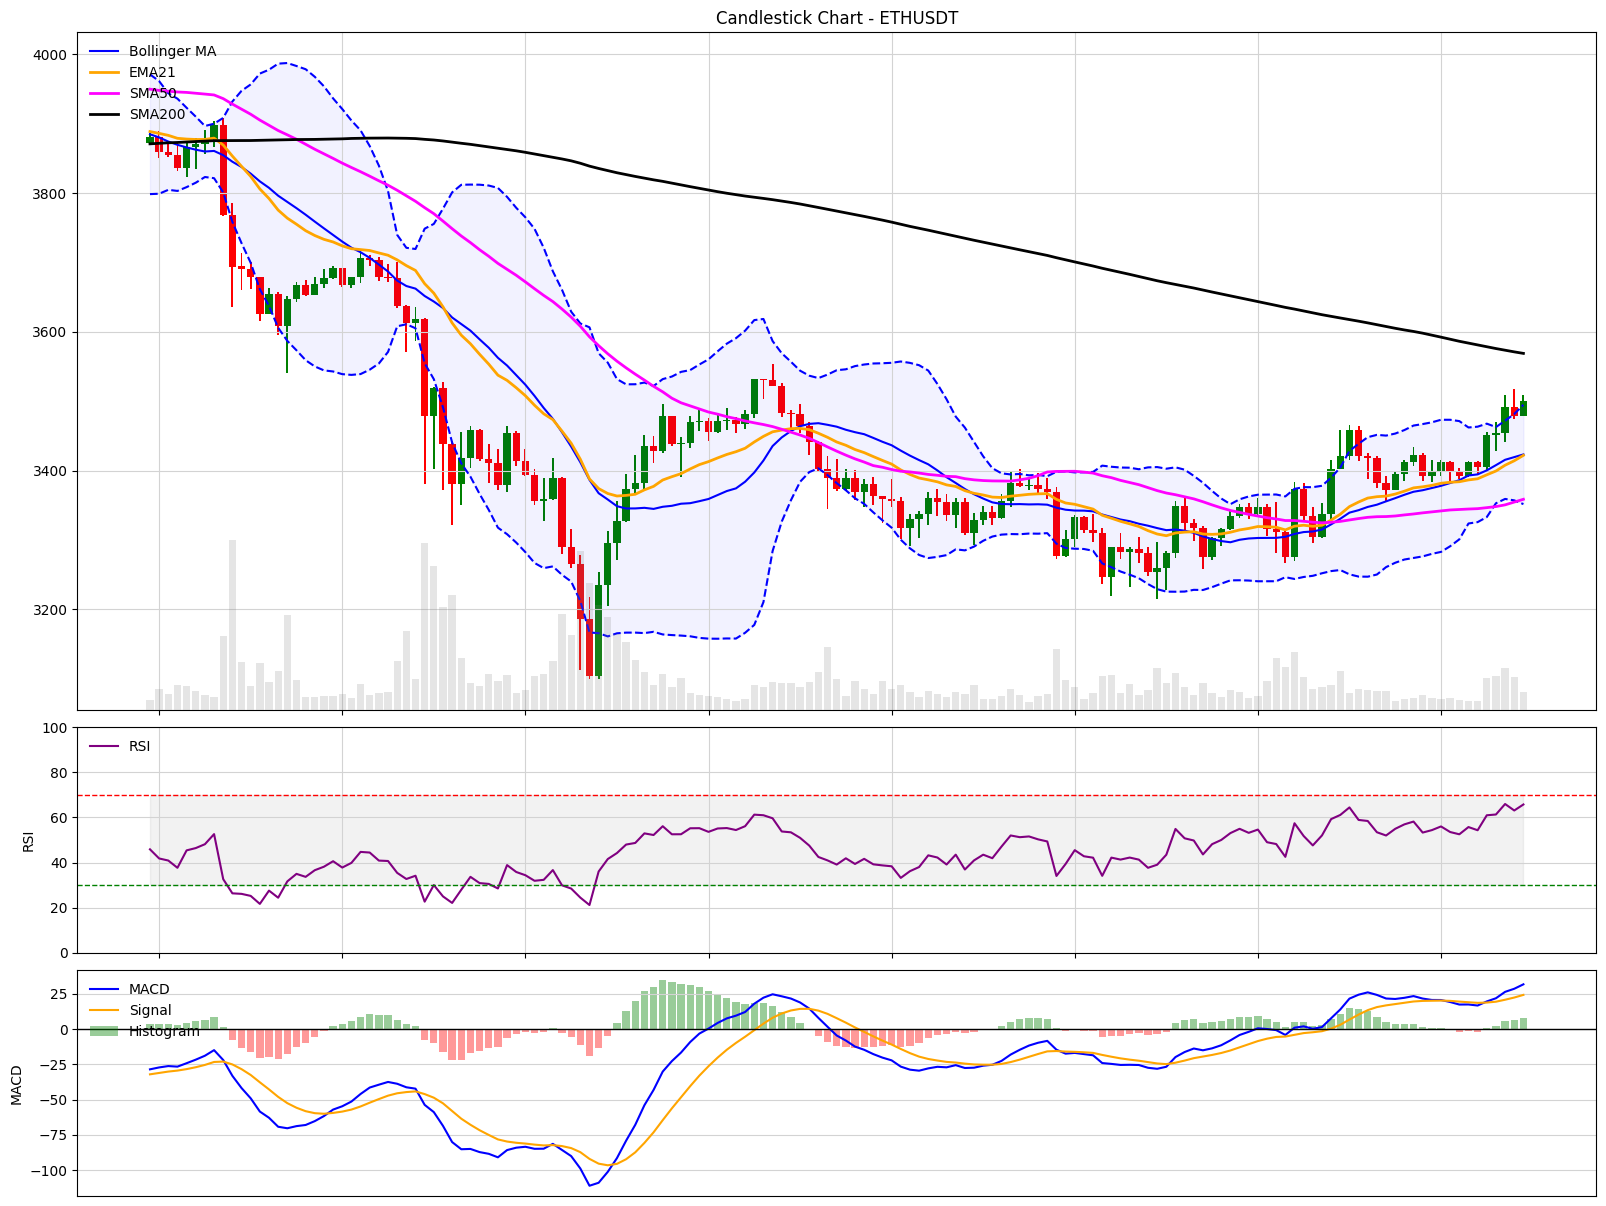 Candlestick Chart - ETHUSDT
4000
3800
3600
3400
3200
Bollinger MA
EMA21
SMA50
SMA200
100
80
60
40
20
0
RSI
RSI
25
0
−25
−50
−75
−100
MACD
MACD
Signal
Histogram